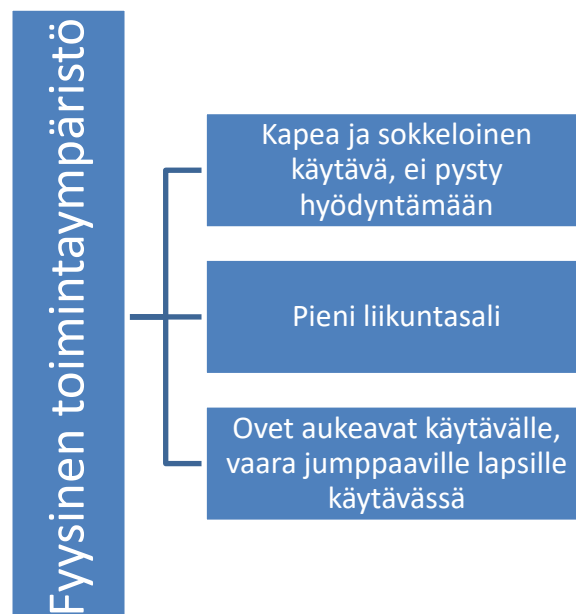 Fyysinen toimintaympäristö
Kapea ja sokkeloinen
käytävä, ei pysty
hyödyntämään
Pieni liikuntasali
Ovet aukeavat käytävälle,
vaara jumppaaville lapsille
käytävässä